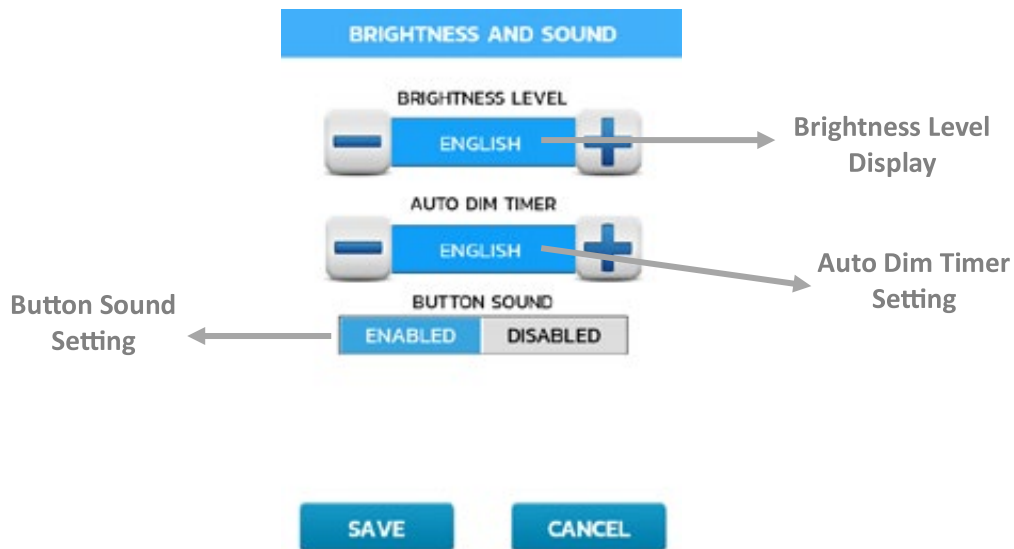 BRIGHTNESS AND SOUND
BRIGHTNESS LEVEL
ENGLISH
Brightness Level
Display
AUTO DIM TIMER
ENGLISH
Auto Dim Timer
Setting
Button Sound
Setting
BUTTON SOUND
ENABLED DISABLED
SAVE CANCEL